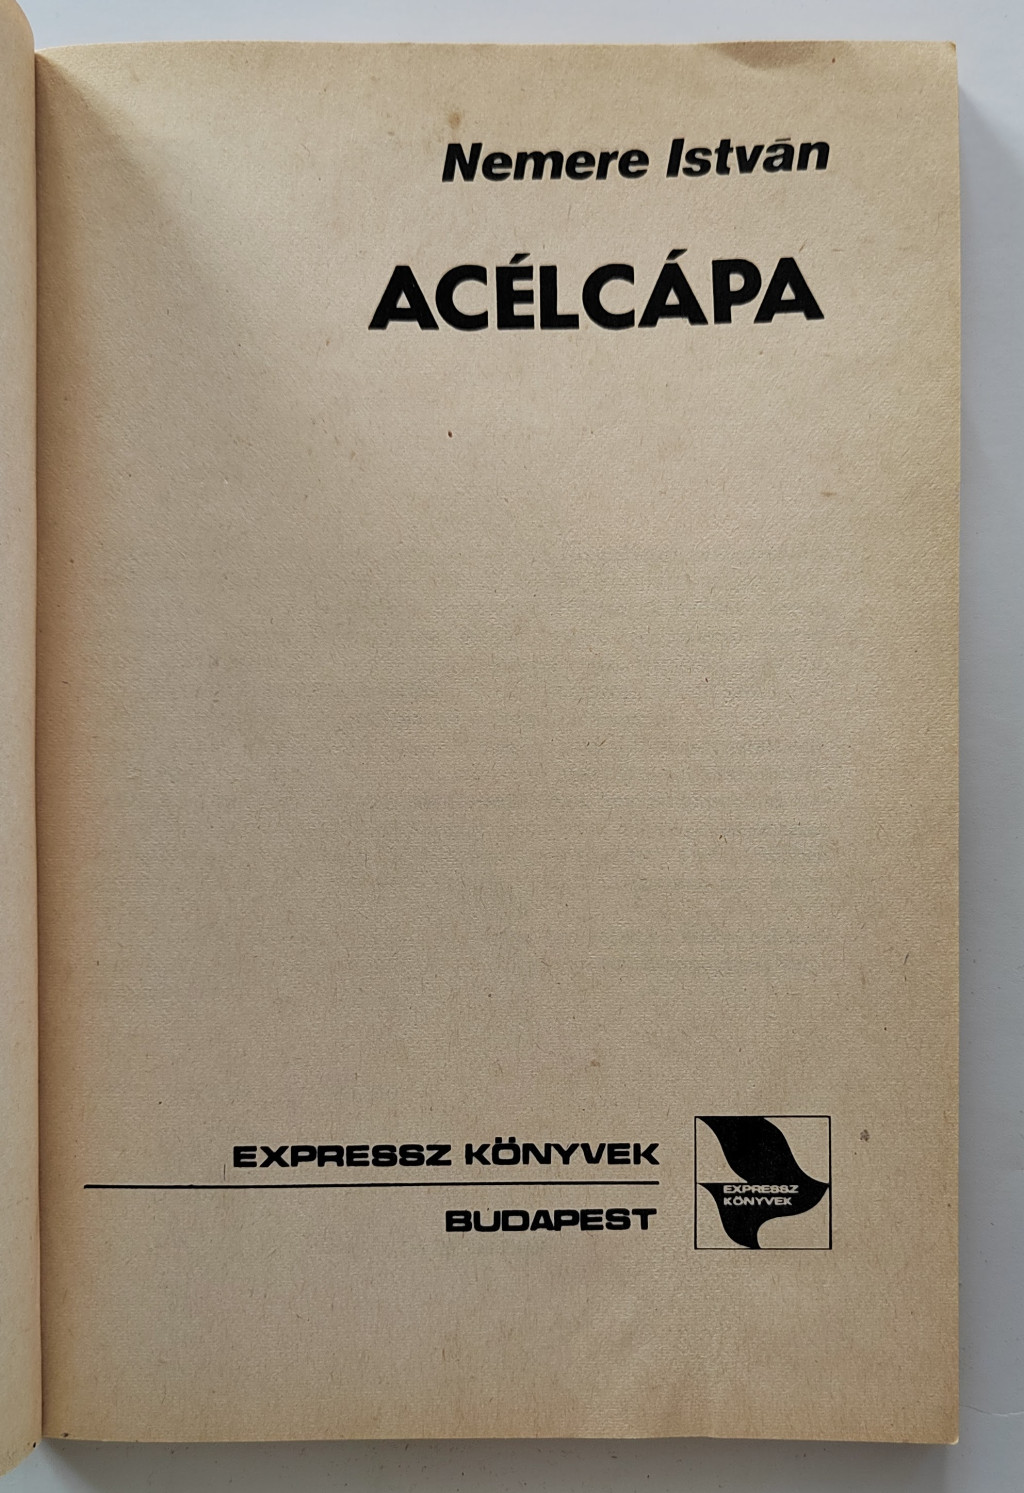 Nemere István
ACÉLCÁPA
EXPRESSZ KÖNYVEK
BUDAPEST
EXPRESSZ
KÖNYVEK